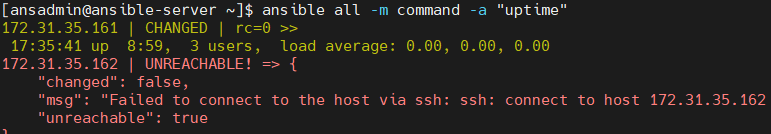 [ansadmin@ansible-server ~]$ ansible all -m command -a "uptime"
172.31.35.161 | CHANGED | rc=0 >>
 17:35:41 up  8:59,  3 users,  load average: 0.00, 0.00, 0.00
172.31.35.162 | UNREACHABLE! => {
    "changed": false,
    "msg": "Failed to connect to the host via ssh: ssh: connect to host 172.31.35.162
    "unreachable": true
}